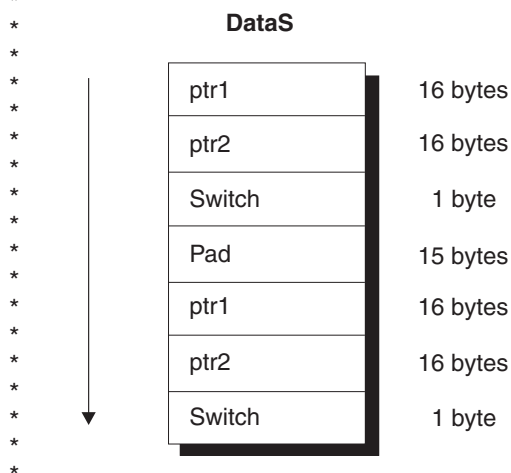 *
* DataS
*
* ptr1 16 bytes
*
* ptr2 16 bytes
*
* Switch 1 byte
*
* Pad 15 bytes
*
* ptr1 16 bytes
*
* ptr2 16 bytes
*
* Switch 1 byte
*
*